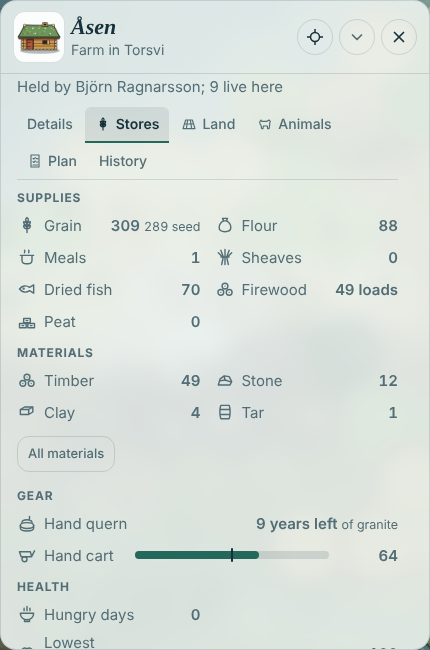 Åsen
Farm in Torsvi
Held by Björn Ragnarsson; 9 live here
Details Stores Land Animals
Plan History
SUPPLIES
Grain 309 289 seed Flour 88
Meals 1 Sheaves 0
Dried fish 70 Firewood 49 loads
Peat 0
MATERIALS
Timber 49 Stone 12
Clay 4 Tar 1
All materials
GEAR
Hand quern 9 years left of granite
Hand cart 64
HEALTH
Hungry days 0
Lowest